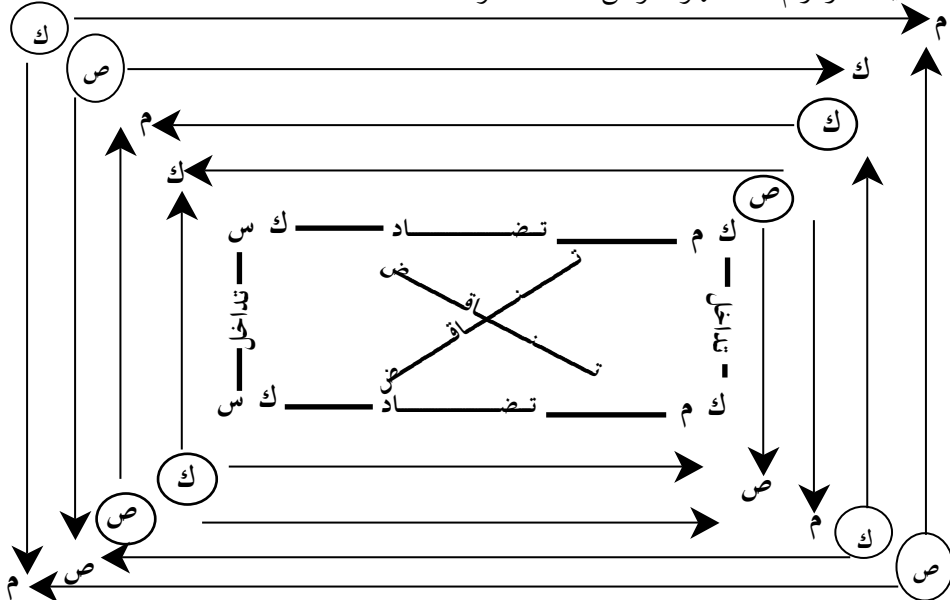 ك م
ص ك
م ك
ك ص
م ك تضاد ك س
تداخل تناقض تناقض تداخل
م ك تضاد ك س
ك ص
ص م ك
ص ص
م